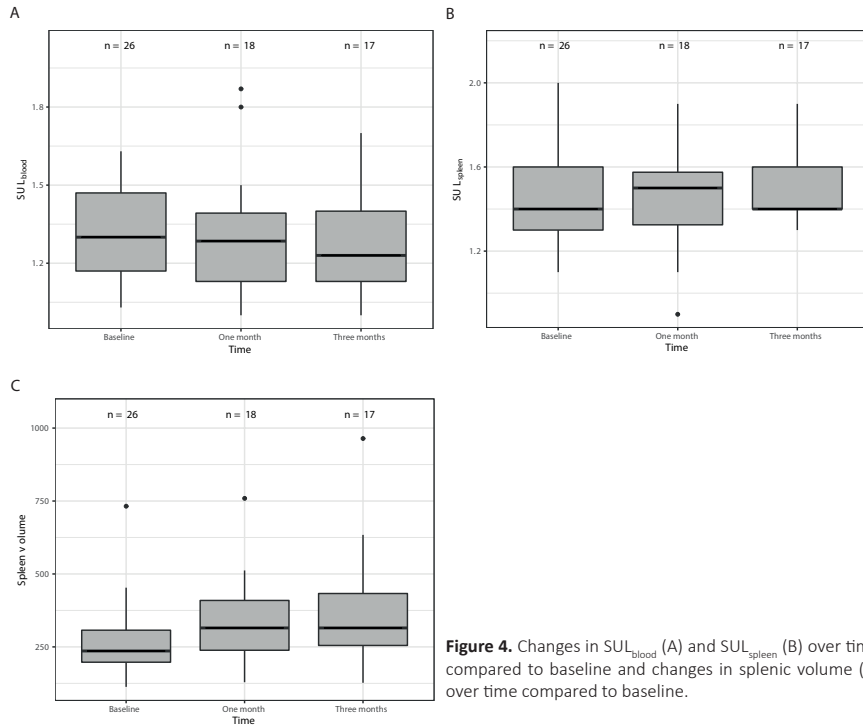 A
n = 26
n = 18
n = 17
1.8
1.5
1.2
SU L blood
Baseline
One month
Three months
Time
B
n = 26
n = 18
n = 17
2.0
1.6
1.2
SU L spleen
Baseline
One month
Three months
Time
C
n = 26
n = 18
n = 17
1000
750
500
250
Spleen v olume
Baseline
One month
Three months
Time
Figure 4. Changes in SULblood (A) and SULspleen (B) over
compared to baseline and changes in splenic volume
over time compared to baseline.